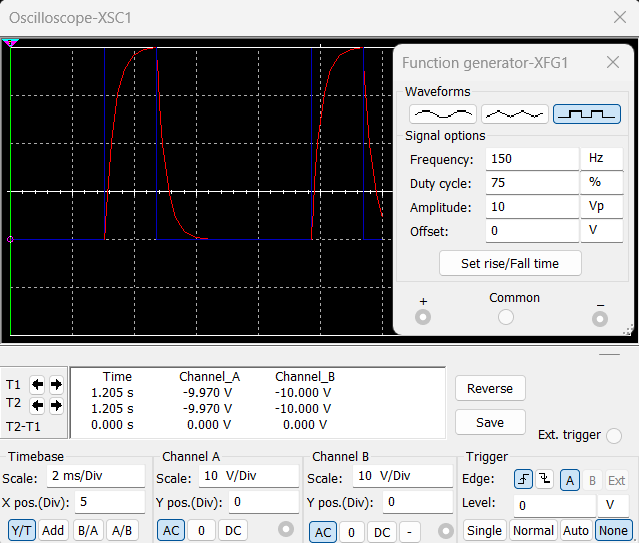 Oscilloscope-XSC1
Function generator-XFG1
Waveforms
Signal options
Frequency: 150 Hz
Duty cycle: 75 %
Amplitude: 10 Vp
Offset: 0 V
Set rise/Fall time
+ Common −
T1
T2
T2-T1
Time Channel_A Channel_B
1.205 s -9.970 V -10.000 V
1.205 s -9.970 V -10.000 V
0.000 s 0.000 V 0.000 V
Reverse
Save
Ext. trigger
Timebase
Scale: 2 ms/Div
X pos.(Div): 5
Y/T Add B/A A/B
Channel A
Scale: 10 V/Div
Y pos.(Div): 0
AC 0 DC
Channel B
Scale: 10 V/Div
Y pos.(Div): 0
AC 0 DC -
Trigger
Edge: A B Ext
Level: 0 V
Single Normal Auto None